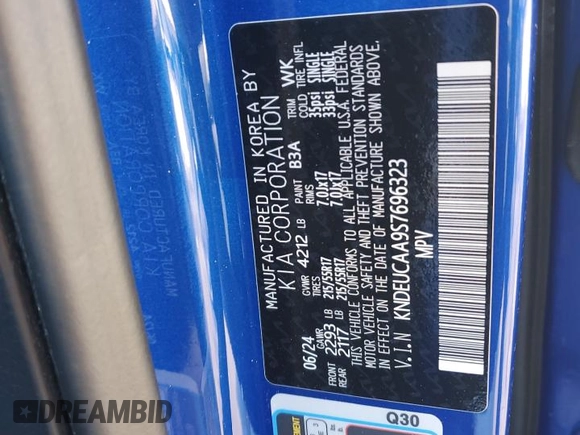 MANUFACTURED IN KOREA BY
KIA CORPORATION
06/24 GVWR 4212 LB PAINT B3A TRIM WK
GAWR TIRES RIMS COLD TIRE INFL
FRONT 2293 LB 215/55R17 7.0Jx17 35psi SINGLE
REAR 2117 LB 215/55R17 7.0Jx17 33psi SINGLE
THIS VEHICLE CONFORMS TO ALL APPLICABLE U.S.A. FEDERAL
MOTOR VEHICLE SAFETY AND THEFT PREVENTION STANDARDS
IN EFFECT ON THE DATE OF MANUFACTURE SHOWN ABOVE.
V.I.N KNDEUCAA9S7696323
MPV
Q30
DREAMBID